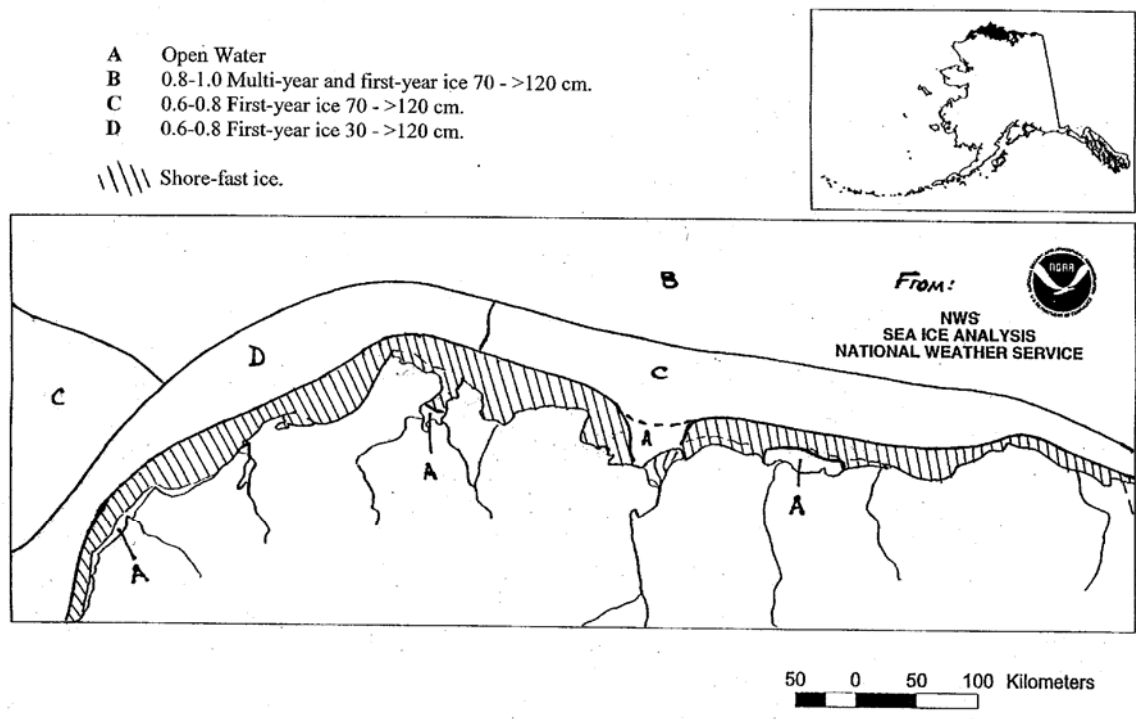 A Open Water
B 0.8-1.0 Multi-year and first-year ice 70 - >120 cm.
C 0.6-0.8 First-year ice 70 - >120 cm.
D 0.6-0.8 First-year ice 30 - >120 cm.
Shore-fast ice.
B
From:
NOAA
NWS
SEA ICE ANALYSIS
NATIONAL WEATHER SERVICE
D
C
C
A
A
A
A
50 0 50 100 Kilometers